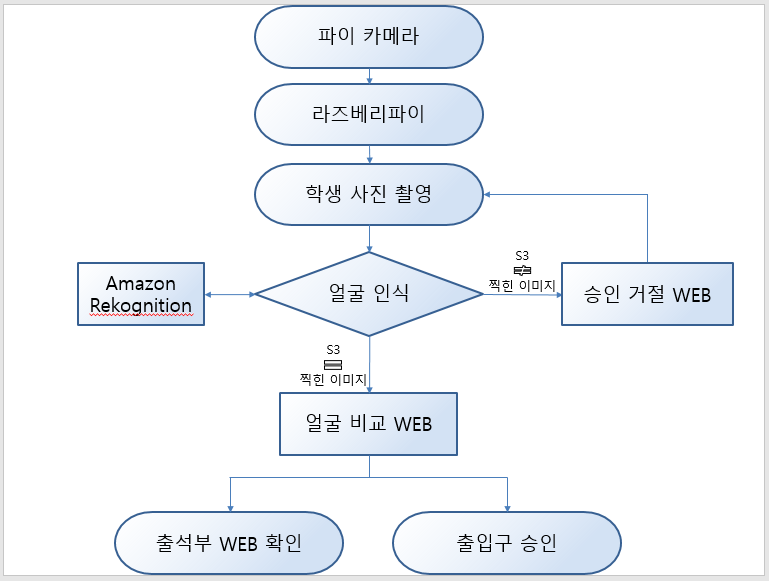 파이 카메라
라즈베리파이
학생 사진 촬영
Amazon
Rekognition
얼굴 인식
S3
찍힌 이미지
승인 거절 WEB
S3
찍힌 이미지
얼굴 비교 WEB
출석부 WEB 확인
출입구 승인